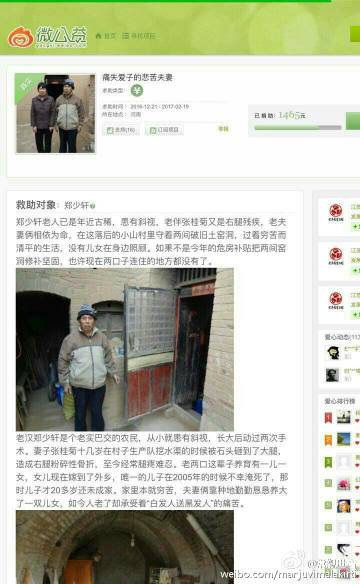 微公益
首页
寻找项目
痛失爱子的悲苦夫妻
求助类型：
求助时间：2016-12-21 - 2017-02-19
所在地点：河南
支持(16)
订阅项目
举报
已捐助：1465元
救助对象：郑少轩
郑少轩老人已是年近古稀，患有斜视，老伴张桂菊又是右腿残疾，老夫
妻俩相依为命，在这落后的小山村里守着两间破旧土窑洞，过着穷苦而
清平的生活，没有儿女在身边照顾。如果不是今年的危房补贴把两间窑
洞修补坚固，也许现在两口子连住的地方都没有了。
老汉郑少轩是个老实巴交的农民，从小就患有斜视，长大后动过两次手
术。妻子张桂菊十几岁在村子生产队挖水渠的时候被石头砸到了大腿，
造成右腿粉碎性骨折，至今经常腿疼难忍。老两口这辈子养育有一儿一
女，女儿现在嫁到了外乡，唯一的儿子在2005年的时候不幸淹死了，那
时儿子才20多岁还未成家。家里本就穷苦，夫妻俩靠种地勤勤恳恳养大
了一双儿女，如今人老了却承受着“白发人送黑发人”的痛苦。
爱心动态(112
爱心排行榜
weibo.com/marjuvimalakirti